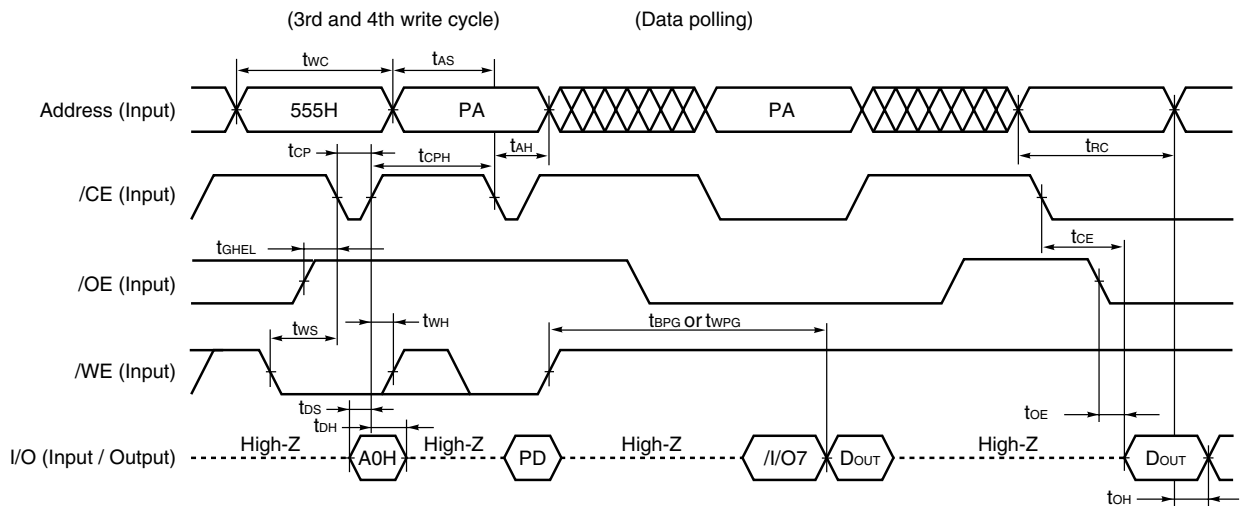 (3rd and 4th write cycle) (Data polling)
tWC tAS
Address (Input) 555H PA PA
tCP tCPH tAH tRC
/CE (Input)
tGHEL tCE
/OE (Input)
tWS tWH tBPG or tWPG
/WE (Input)
tDS tOE
tDH
High-Z High-Z High-Z High-Z
I/O (Input / Output) A0H PD /I/O7 DOUT DOUT
tOH